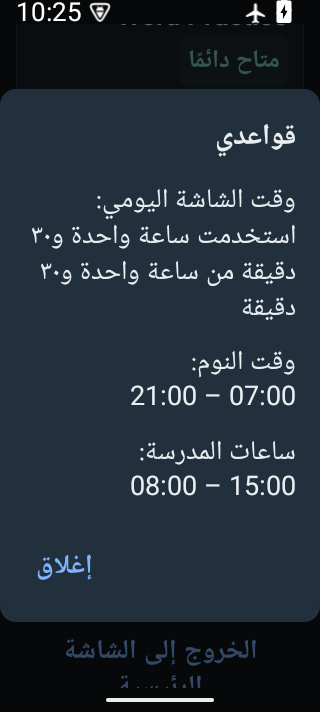 10:25
متاح دائمًا
قواعدي
وقت الشاشة اليومي:
استخدمت ساعة واحدة و٣٠
دقيقة من ساعة واحدة و٣٠
دقيقة
وقت النوم:
21:00 – 07:00
ساعات المدرسة:
08:00 – 15:00
إغلاق
الخروج إلى الشاشة
الرئيسية